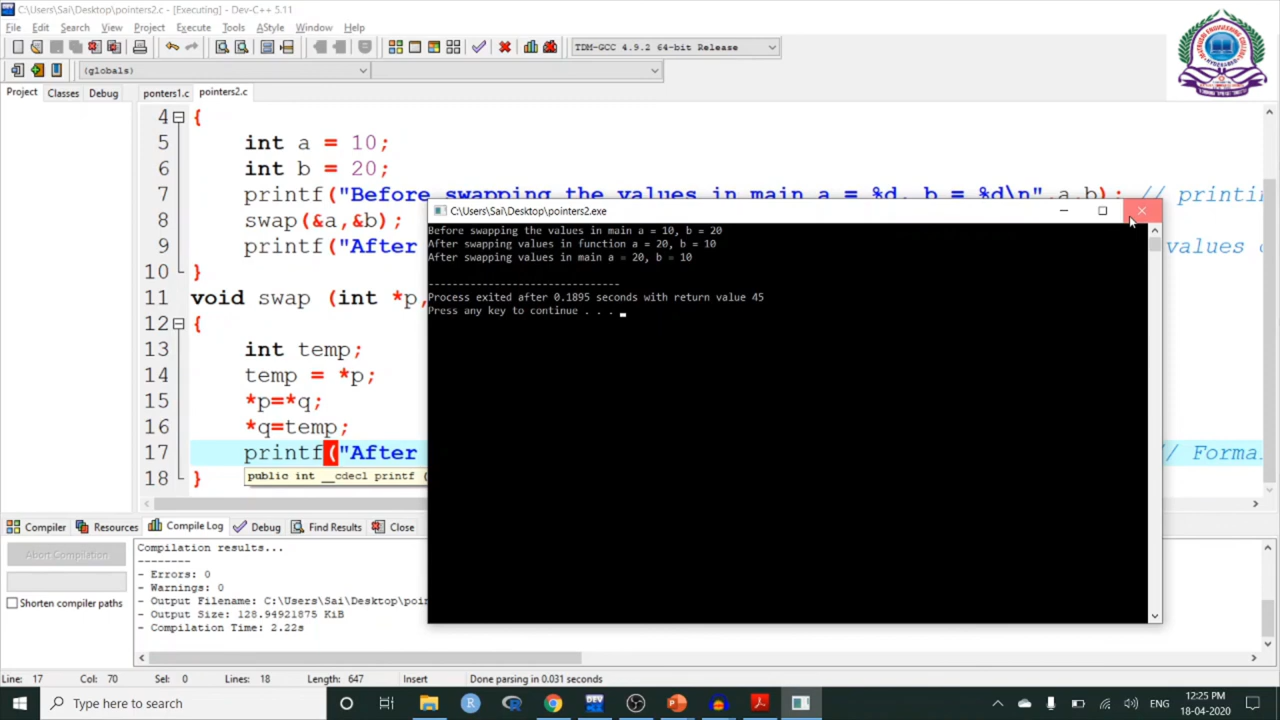 C:\Users\Sai\Desktop\pointers2.c - [Executing] - Dev-C++ 5.11
File Edit Search View Project Execute Tools AStyle Window Help
TDM-GCC 4.9.2 64-bit Release
(globals)
Project Classes Debug ponters1.c pointers2.c
4 {
5 int a = 10;
6 int b = 20;
7 printf("Before swapping the values in main a = %d, b = %d\n",a,b); // printi
8 swap(&a,&b);
9 printf("After values
10 }
11 void swap (int *p,
12 {
13 int temp;
14 temp = *p;
15 *p=*q;
16 *q=temp;
17 printf("After // Forma
18 }
public int __cdecl printf (
C:\Users\Sai\Desktop\pointers2.exe
Before swapping the values in main a = 10, b = 20
After swapping values in function a = 20, b = 10
After swapping values in main a = 20, b = 10
--------------------------------
Process exited after 0.1895 seconds with return value 45
Press any key to continue . . .
Compiler Resources Compile Log Debug Find Results Close
Abort Compilation
Shorten compiler paths
Compilation results...
--------
- Errors: 0
- Warnings: 0
- Output Filename: C:\Users\Sai\Desktop\poin
- Output Size: 128.94921875 KiB
- Compilation Time: 2.22s
Line: 17 Col: 70 Sel: 0 Lines: 18 Length: 647 Insert Done parsing in 0.031 seconds
Type here to search
ENG
12:25 PM
18-04-2020